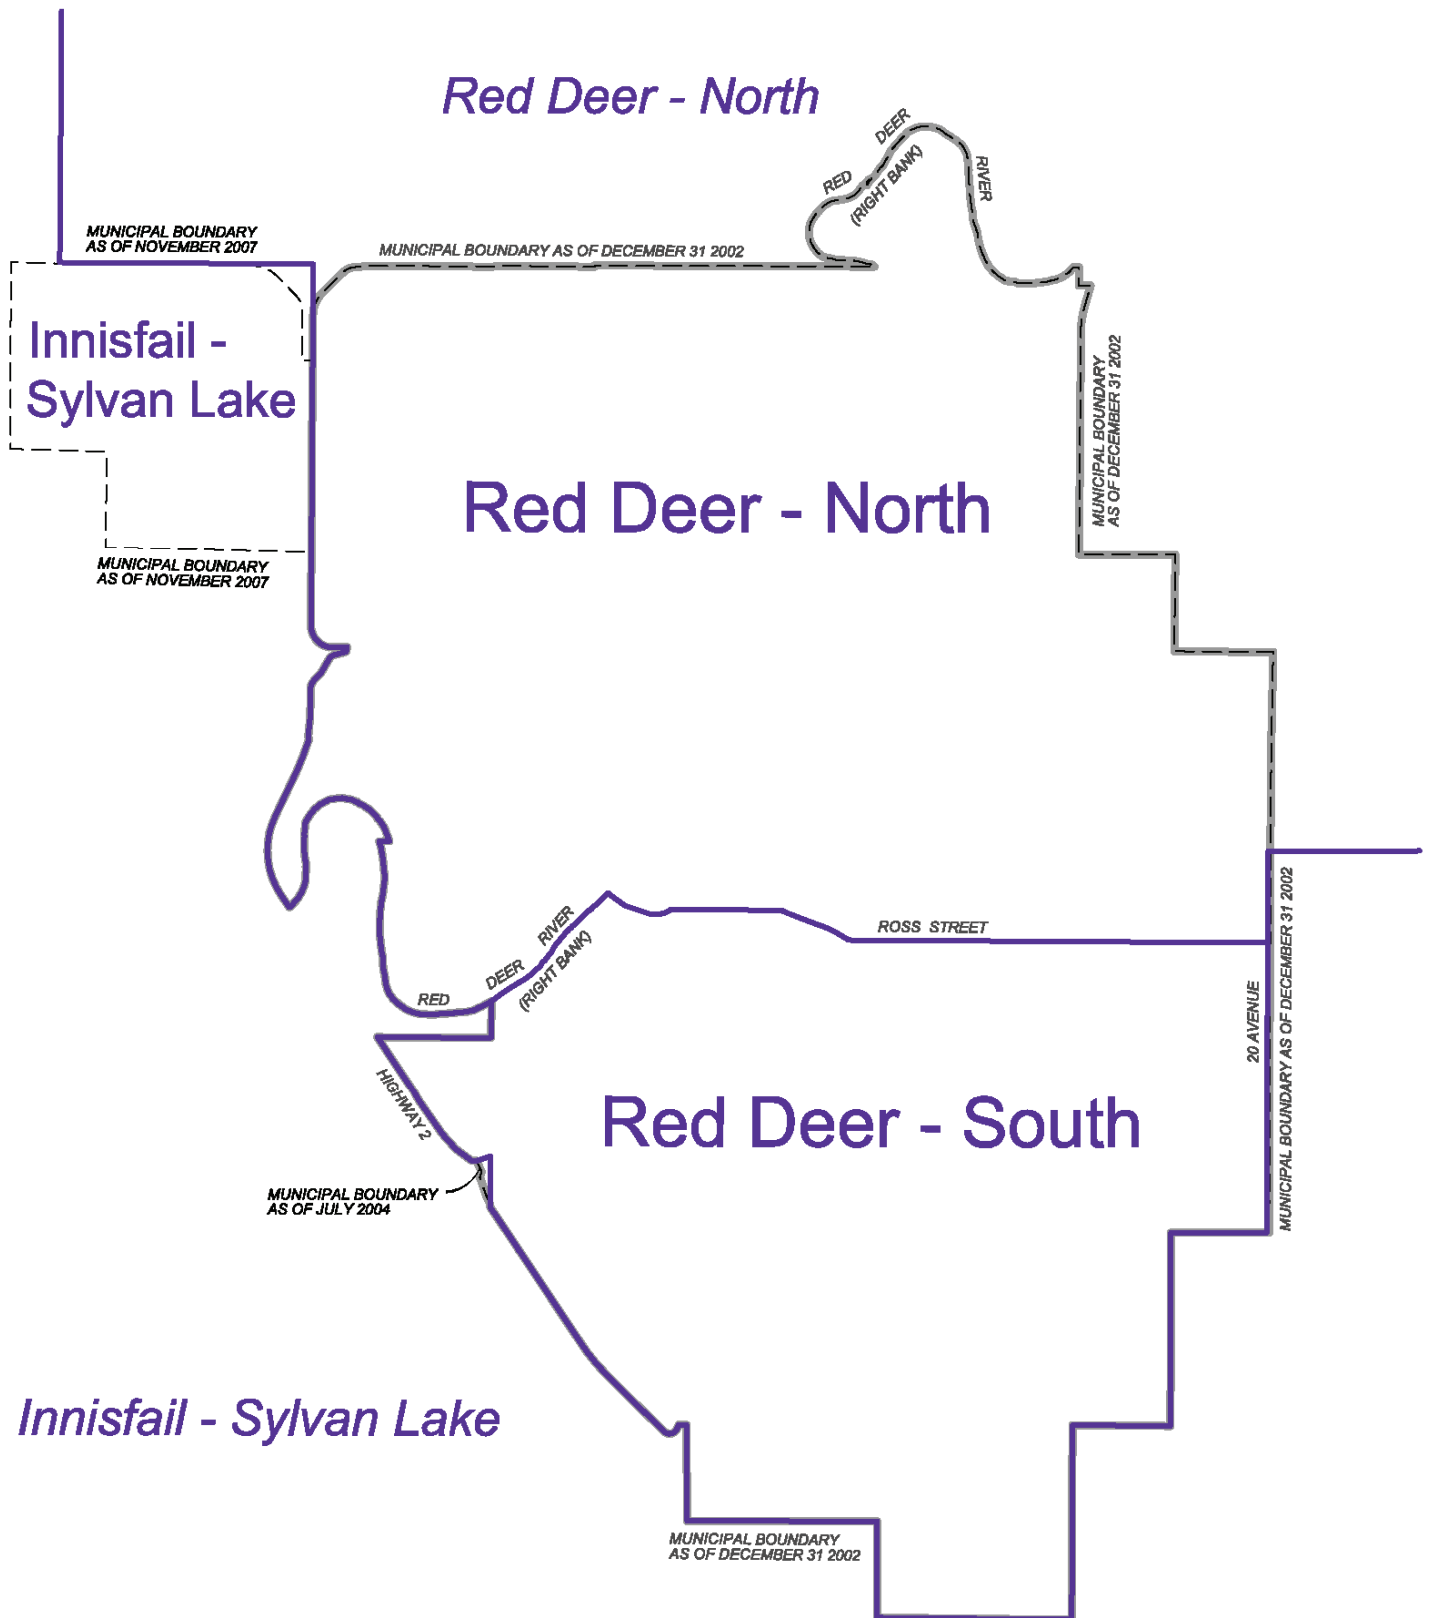 Red Deer - North
RED DEER RIVER
(RIGHT BANK)
MUNICIPAL BOUNDARY
AS OF NOVEMBER 2007
MUNICIPAL BOUNDARY AS OF DECEMBER 31 2002
Innisfail -
Sylvan Lake
MUNICIPAL BOUNDARY
AS OF DECEMBER 31 2002
Red Deer - North
MUNICIPAL BOUNDARY
AS OF NOVEMBER 2007
ROSS STREET
RED DEER RIVER
(RIGHT BANK)
20 AVENUE
MUNICIPAL BOUNDARY AS OF DECEMBER 31 2002
HIGHWAY 2
Red Deer - South
MUNICIPAL BOUNDARY
AS OF JULY 2004
Innisfail - Sylvan Lake
MUNICIPAL BOUNDARY
AS OF DECEMBER 31 2002